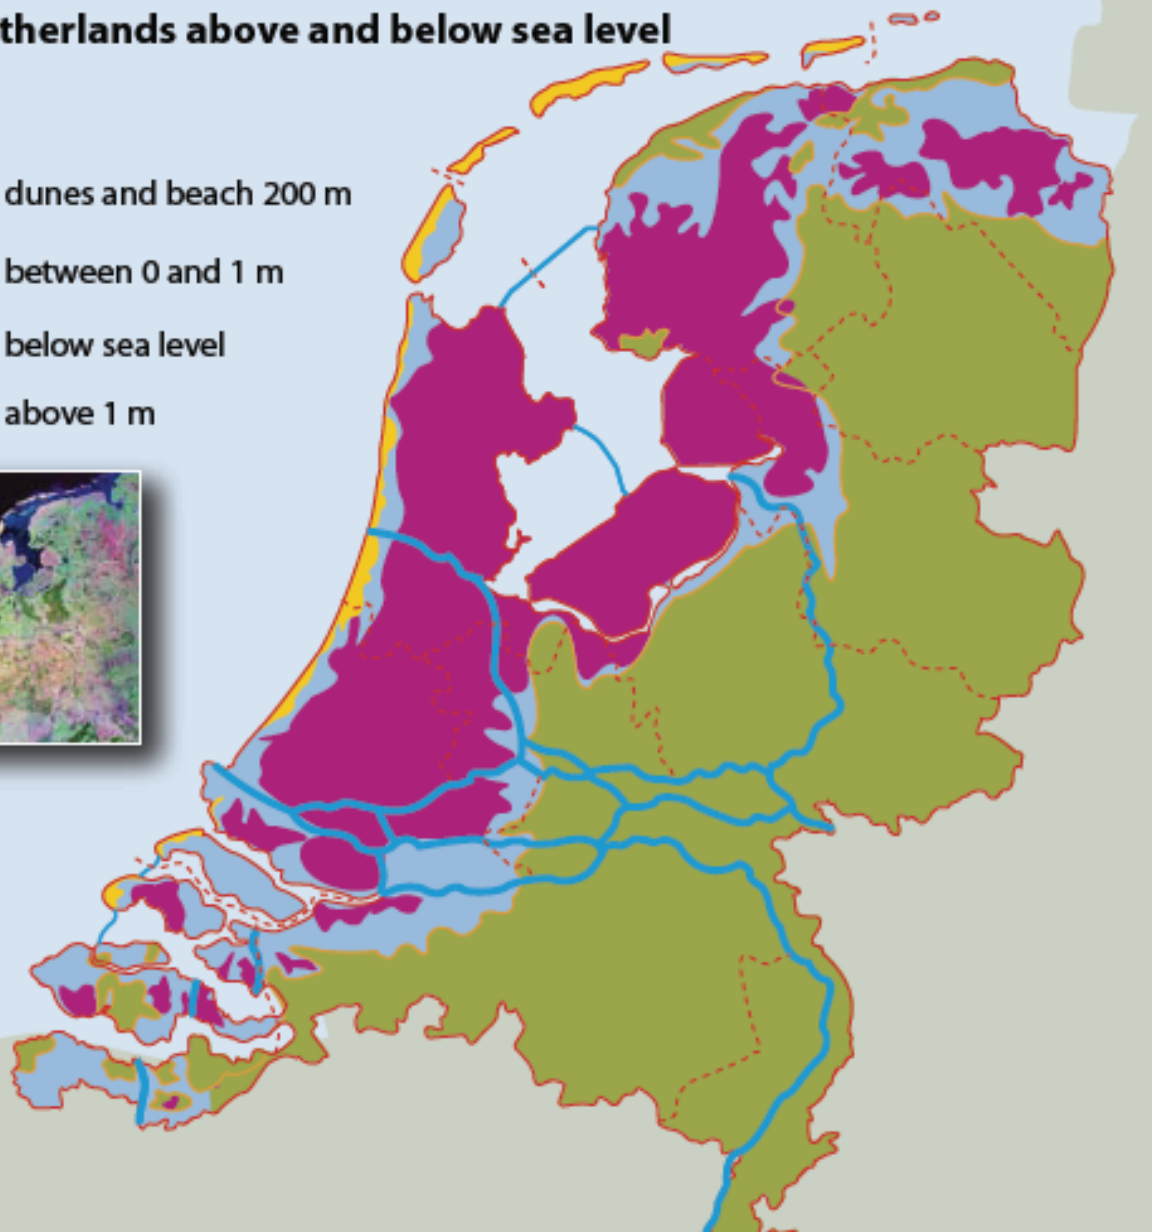 therlands above and below sea level
dunes and beach 200 m
between 0 and 1 m
below sea level
above 1 m